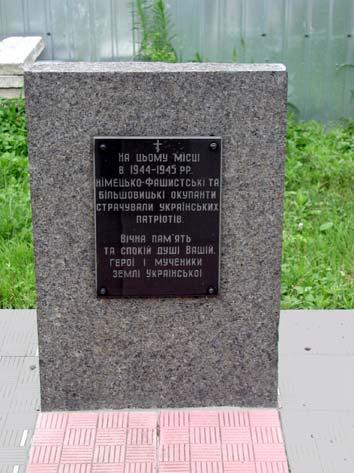 На цьому місці
в 1944-1945 рр.
німецько-фашистські та
більшовицькі окупанти
страчували українських
патріотів.
Вічна пам'ять
та спокій душі Вашій,
герої і мученики
землі Української